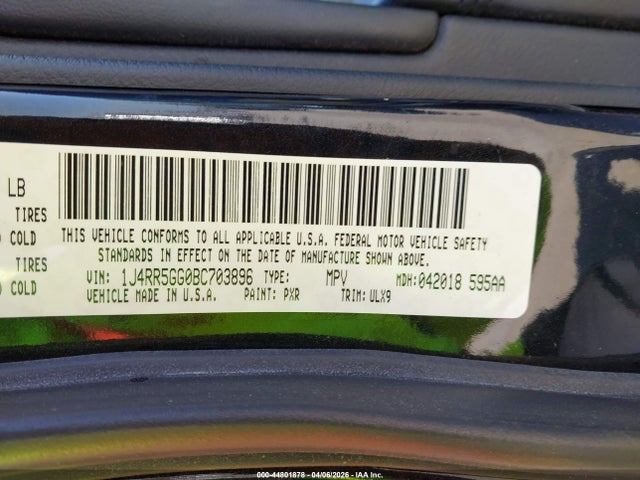 LB
TIRES
COLD
TIRES
COLD
THIS VEHICLE CONFORMS TO ALL APPLICABLE U.S.A. FEDERAL MOTOR VEHICLE SAFETY
STANDARDS IN EFFECT ON THE DATE OF MANUFACTURE SHOWN ABOVE.
VIN: 1J4RR5GG0BC703896 TYPE: MPV MDH: 042018 595AA
VEHICLE MADE IN U.S.A. PAINT: PXR TRIM: ULX9
000-44801878 - 04/06/2026 - IAA Inc.